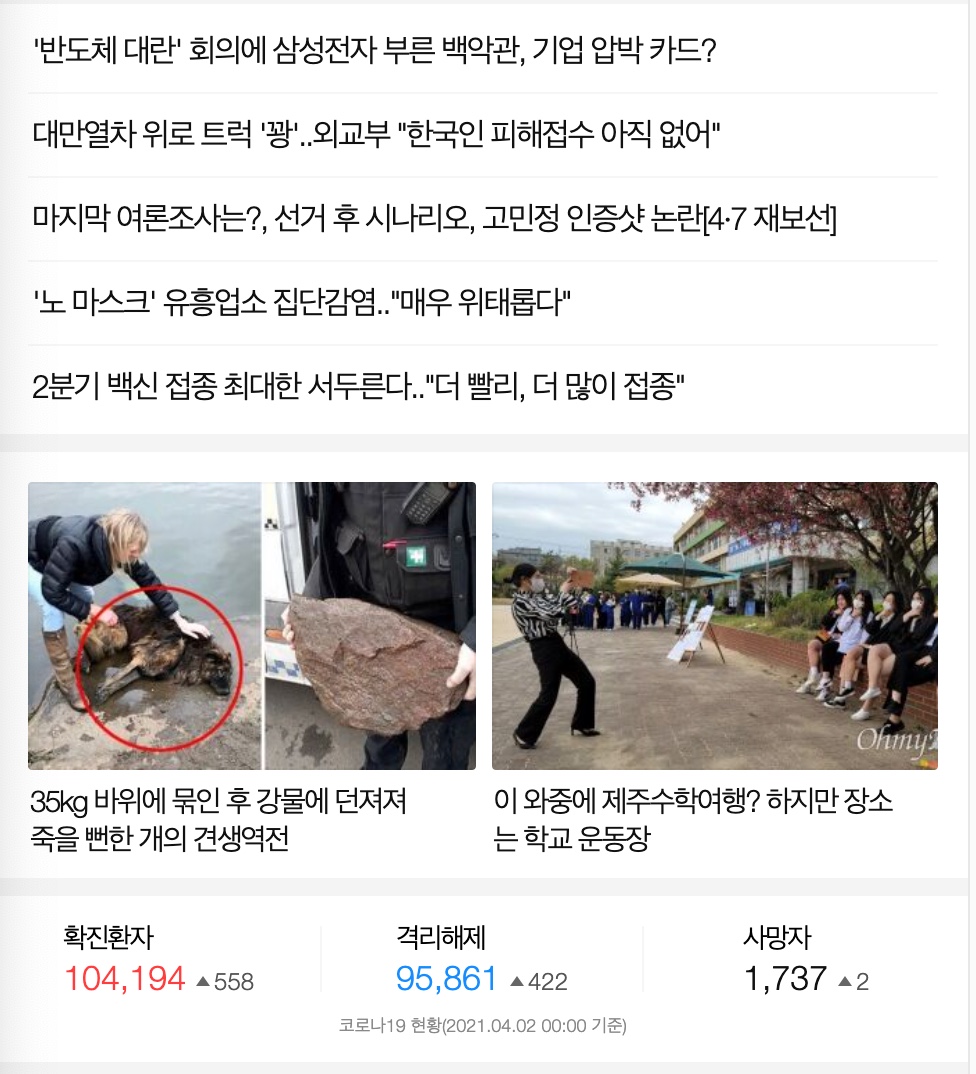 '반도체 대란' 회의에 삼성전자 부른 백악관, 기업 압박 카드?
대만열차 위로 트럭 '꽝'..외교부 "한국인 피해접수 아직 없어"
마지막 여론조사는?, 선거 후 시나리오, 고민정 인증샷 논란[4·7 재보선]
'노 마스크' 유흥업소 집단감염.."매우 위태롭다"
2분기 백신 접종 최대한 서두른다.."더 빨리, 더 많이 접종"
Ohmy
35kg 바위에 묶인 후 강물에 던져져
죽을 뻔한 개의 견생역전
이 와중에 제주수학여행? 하지만 장소
는 학교 운동장
확진환자
104,194 ▲558
격리해제
95,861 ▲422
사망자
1,737 ▲2
코로나19 현황(2021.04.02 00:00 기준)